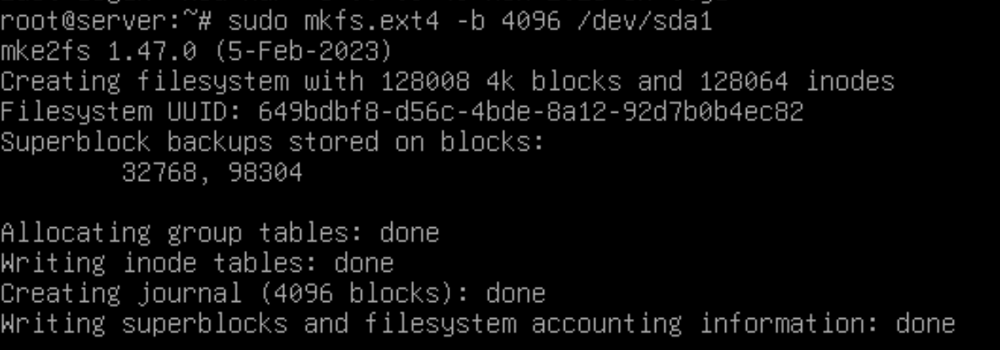 root@server:~# sudo mkfs.ext4 -b 4096 /dev/sda1
mke2fs 1.47.0 (5-Feb-2023)
Creating filesystem with 128008 4k blocks and 128064 inodes
Filesystem UUID: 649bdbf8-d56c-4bde-8a12-92d7b0b4ec82
Superblock backups stored on blocks:
32768, 98304
Allocating group tables: done
Writing inode tables: done
Creating journal (4096 blocks): done
Writing superblocks and filesystem accounting information: done